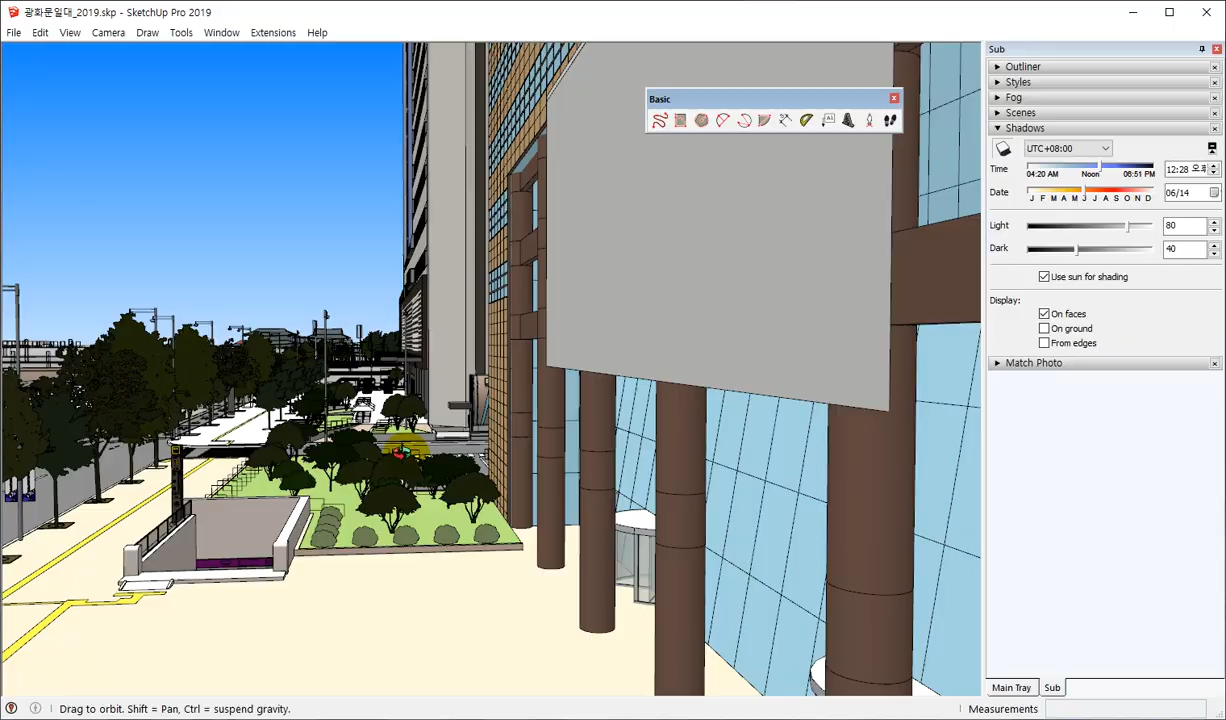 광화문일대_2019.skp - SketchUp Pro 2019
File Edit View Camera Draw Tools Window Extensions Help
Sub
Outliner
Styles
Fog
Scenes
Shadows
Basic
UTC+08:00
Time
04:20 AM Noon 06:51 PM
12:28 오후
Date
J F M A M J J A S O N D
06/14
Light
80
Dark
40
Use sun for shading
Display:
On faces
On ground
From edges
Match Photo
Main Tray Sub
Drag to orbit. Shift = Pan, Ctrl = suspend gravity.
Measurements